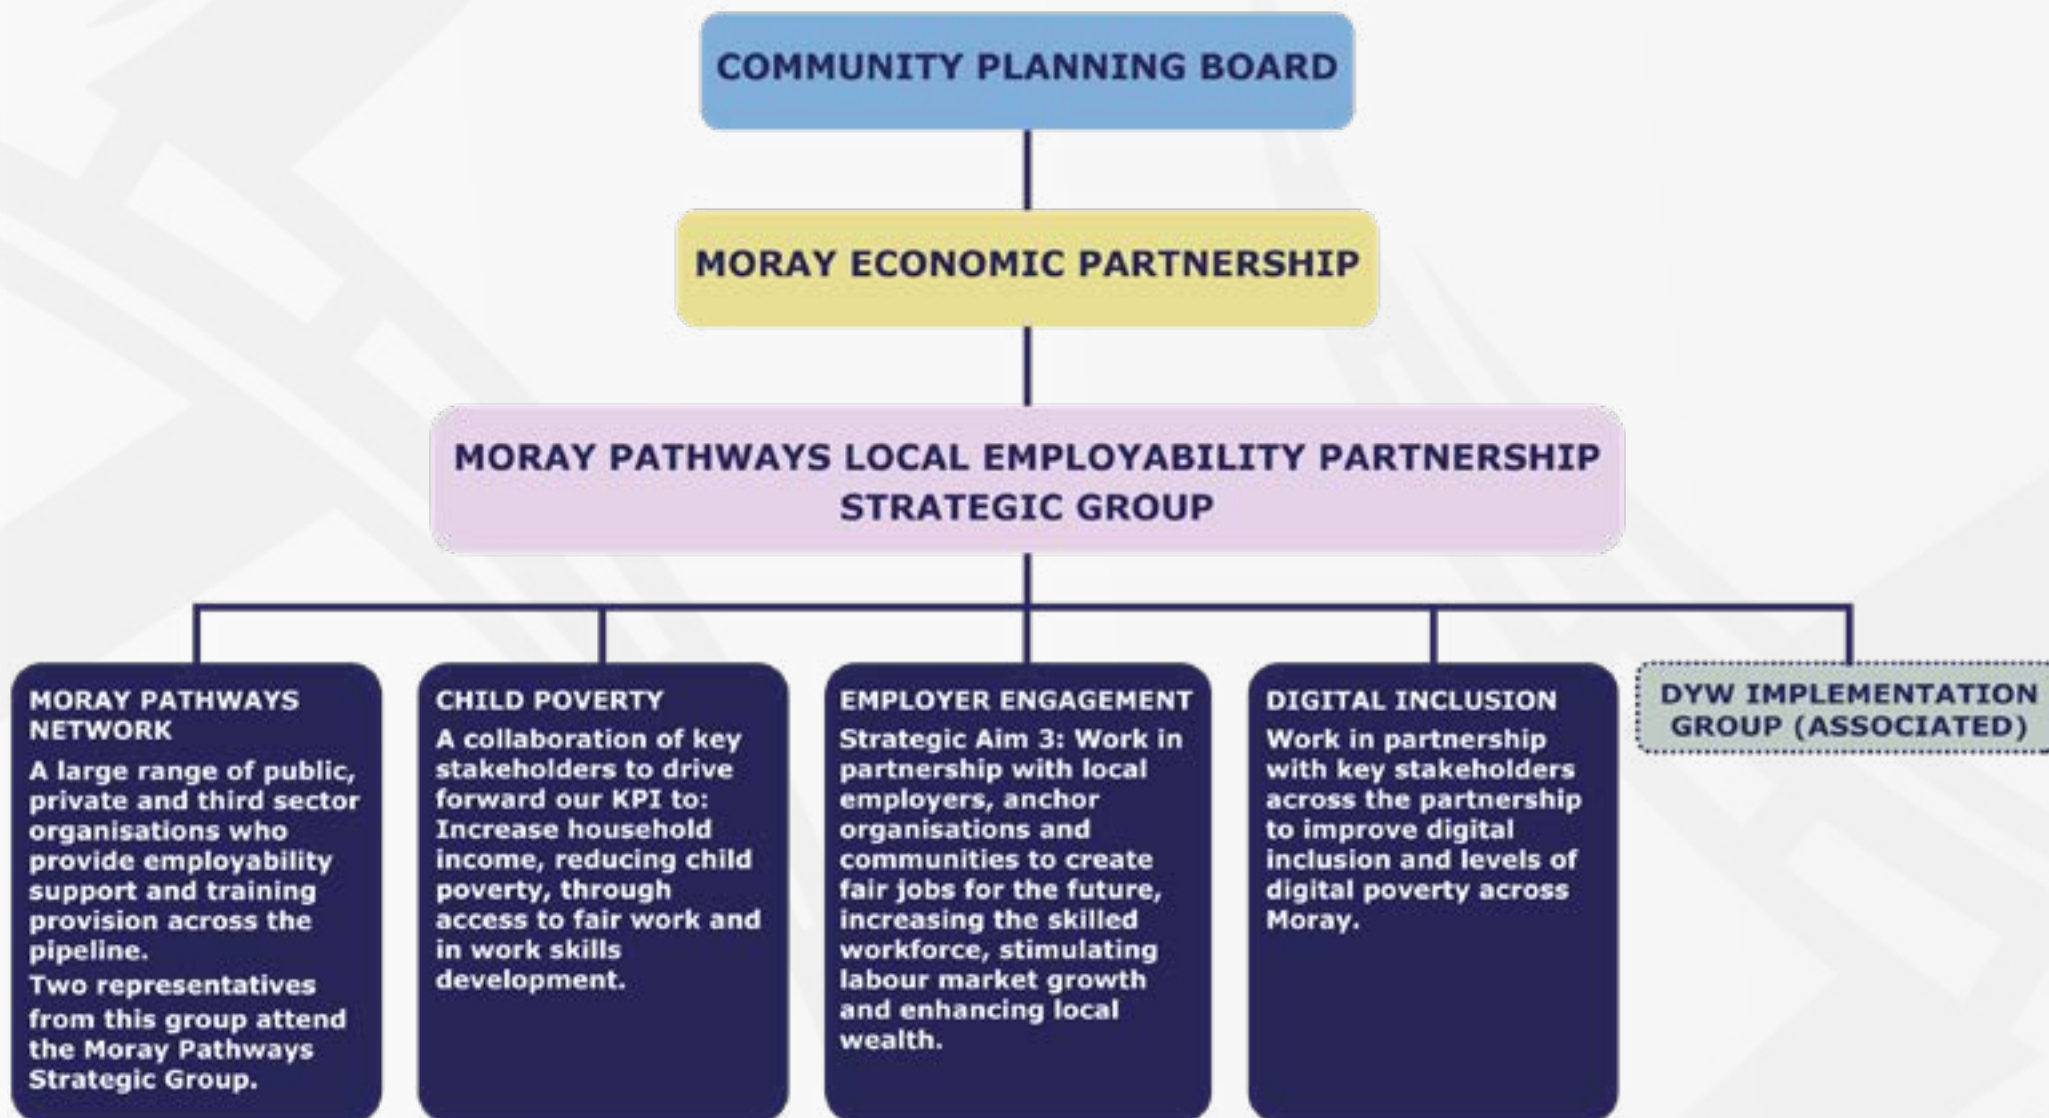 COMMUNITY PLANNING BOARD
MORAY ECONOMIC PARTNERSHIP
MORAY PATHWAYS LOCAL EMPLOYABILITY PARTNERSHIP
STRATEGIC GROUP
MORAY PATHWAYS
NETWORK
A large range of public,
private and third sector
organisations who
provide employability
support and training
provision across the
pipeline.
Two representatives
from this group attend
the Moray Pathways
Strategic Group.
CHILD POVERTY
A collaboration of key
stakeholders to drive
forward our KPI to:
Increase household
income, reducing child
poverty, through
access to fair work and
in work skills
development.
EMPLOYER ENGAGEMENT
Strategic Aim 3: Work in
partnership with local
employers, anchor
organisations and
communities to create
fair jobs for the future,
increasing the skilled
workforce, stimulating
labour market growth
and enhancing local
wealth.
DIGITAL INCLUSION
Work in partnership
with key stakeholders
across the partnership
to improve digital
inclusion and levels of
digital poverty across
Moray.
DYW IMPLEMENTATION
GROUP (ASSOCIATED)